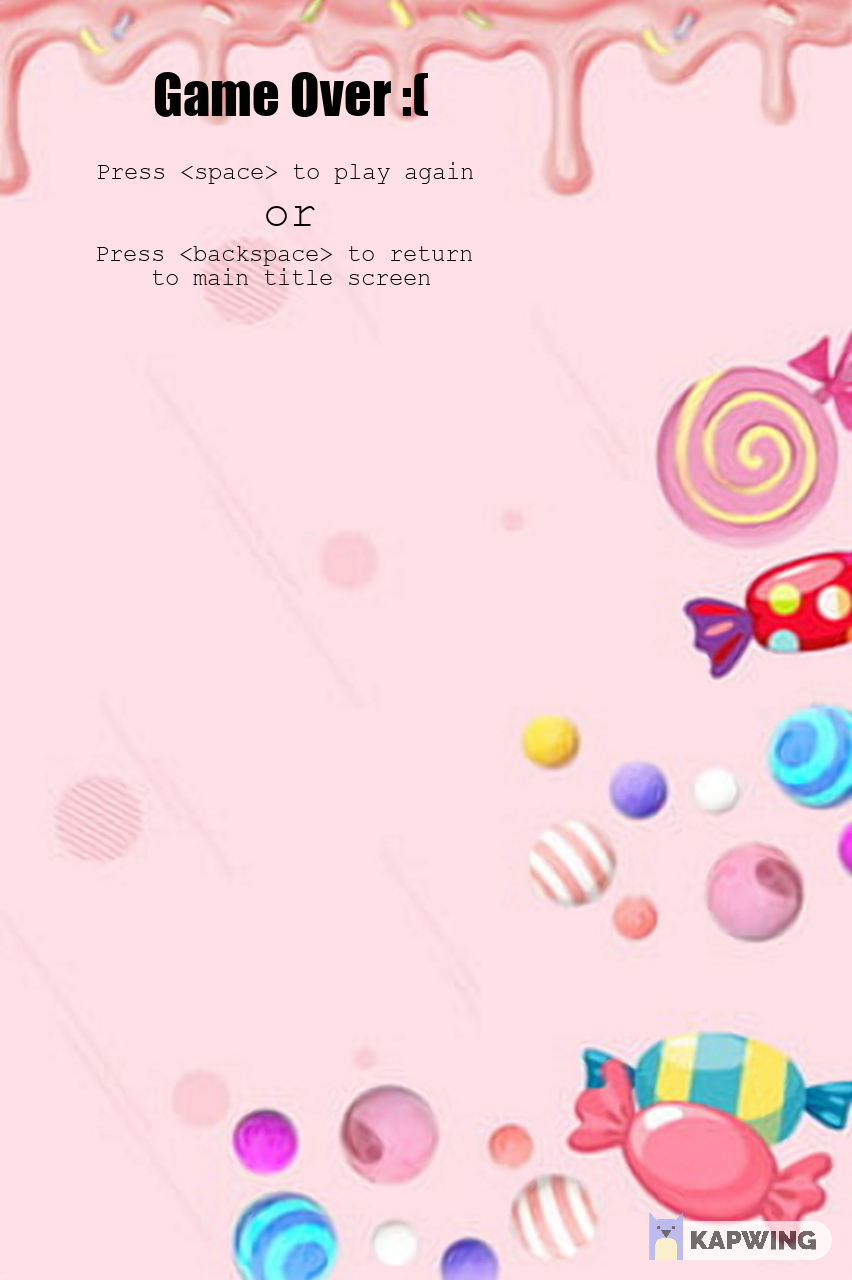 Game Over :(
Press <space> to play again
or
Press <backspace> to return
to main title screen
KAPWING